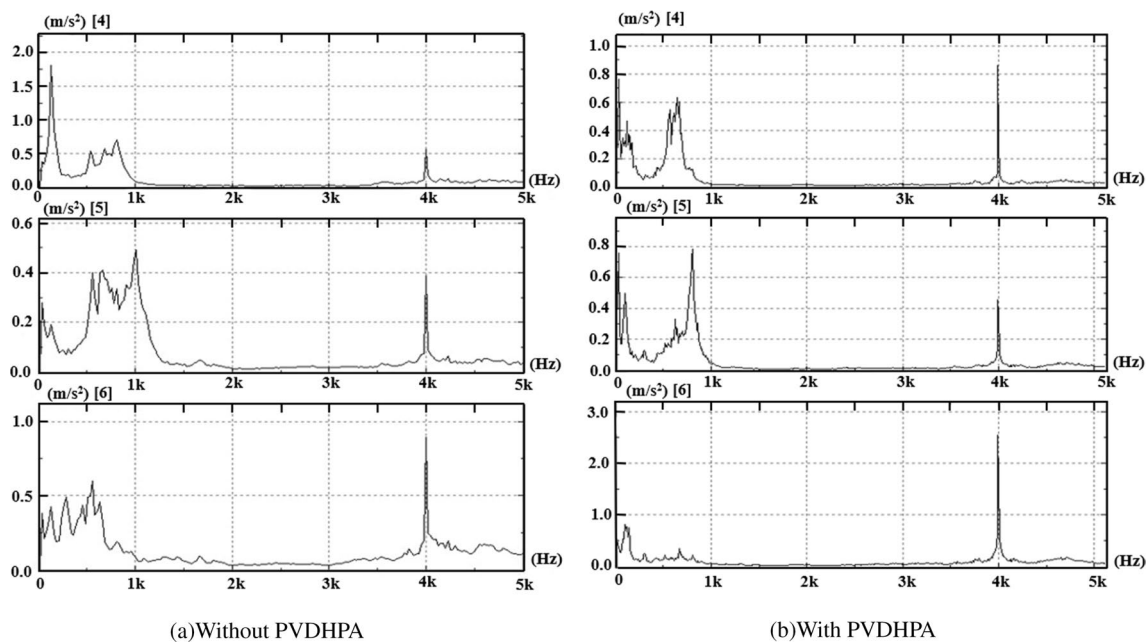 (m/s²) [4]
2.0
1.5
1.0
0.5
0.0
0 1k 2k 3k 4k 5k (Hz)
(m/s²) [5]
0.6
0.4
0.2
0.0
0 1k 2k 3k 4k 5k (Hz)
(m/s²) [6]
1.0
0.5
0.0
0 1k 2k 3k 4k 5k (Hz)
(a)Without PVDHPA
(m/s²) [4]
1.0
0.8
0.6
0.4
0.2
0.0
0 1k 2k 3k 4k 5k (Hz)
(m/s²) [5]
0.8
0.6
0.4
0.2
0.0
0 1k 2k 3k 4k 5k (Hz)
(m/s²) [6]
3.0
2.0
1.0
0.0
0 1k 2k 3k 4k 5k (Hz)
(b)With PVDHPA